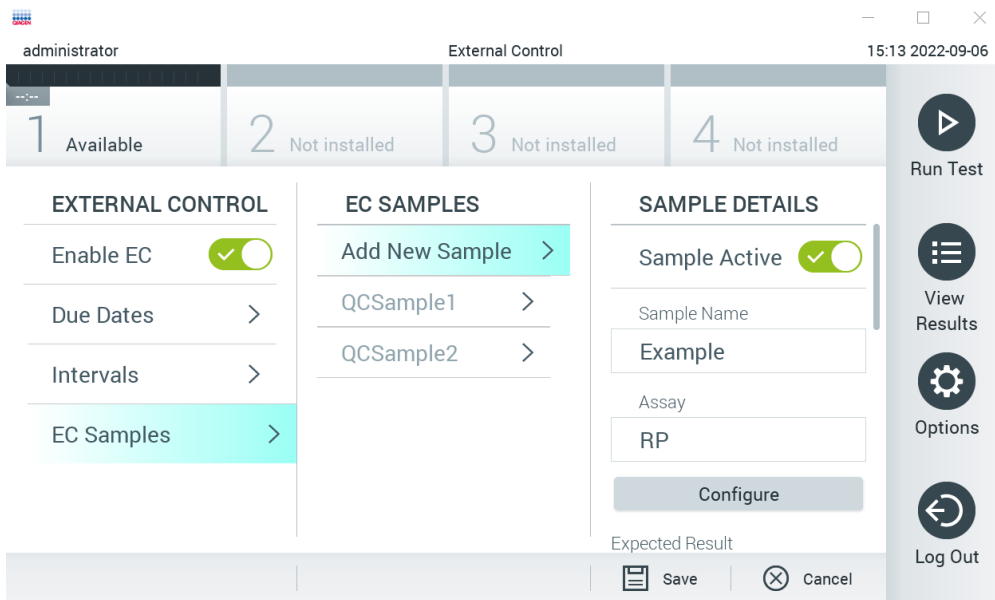 QIAGEN
administrator
External Control
15:13 2022-09-06
--:--
1 Available
2 Not installed
3 Not installed
4 Not installed
Run Test
View
Results
Options
Log Out
EXTERNAL CONTROL
Enable EC
Due Dates
Intervals
EC Samples
EC SAMPLES
Add New Sample
QCSample1
QCSample2
SAMPLE DETAILS
Sample Active
Sample Name
Example
Assay
RP
Configure
Expected Result
Save
Cancel